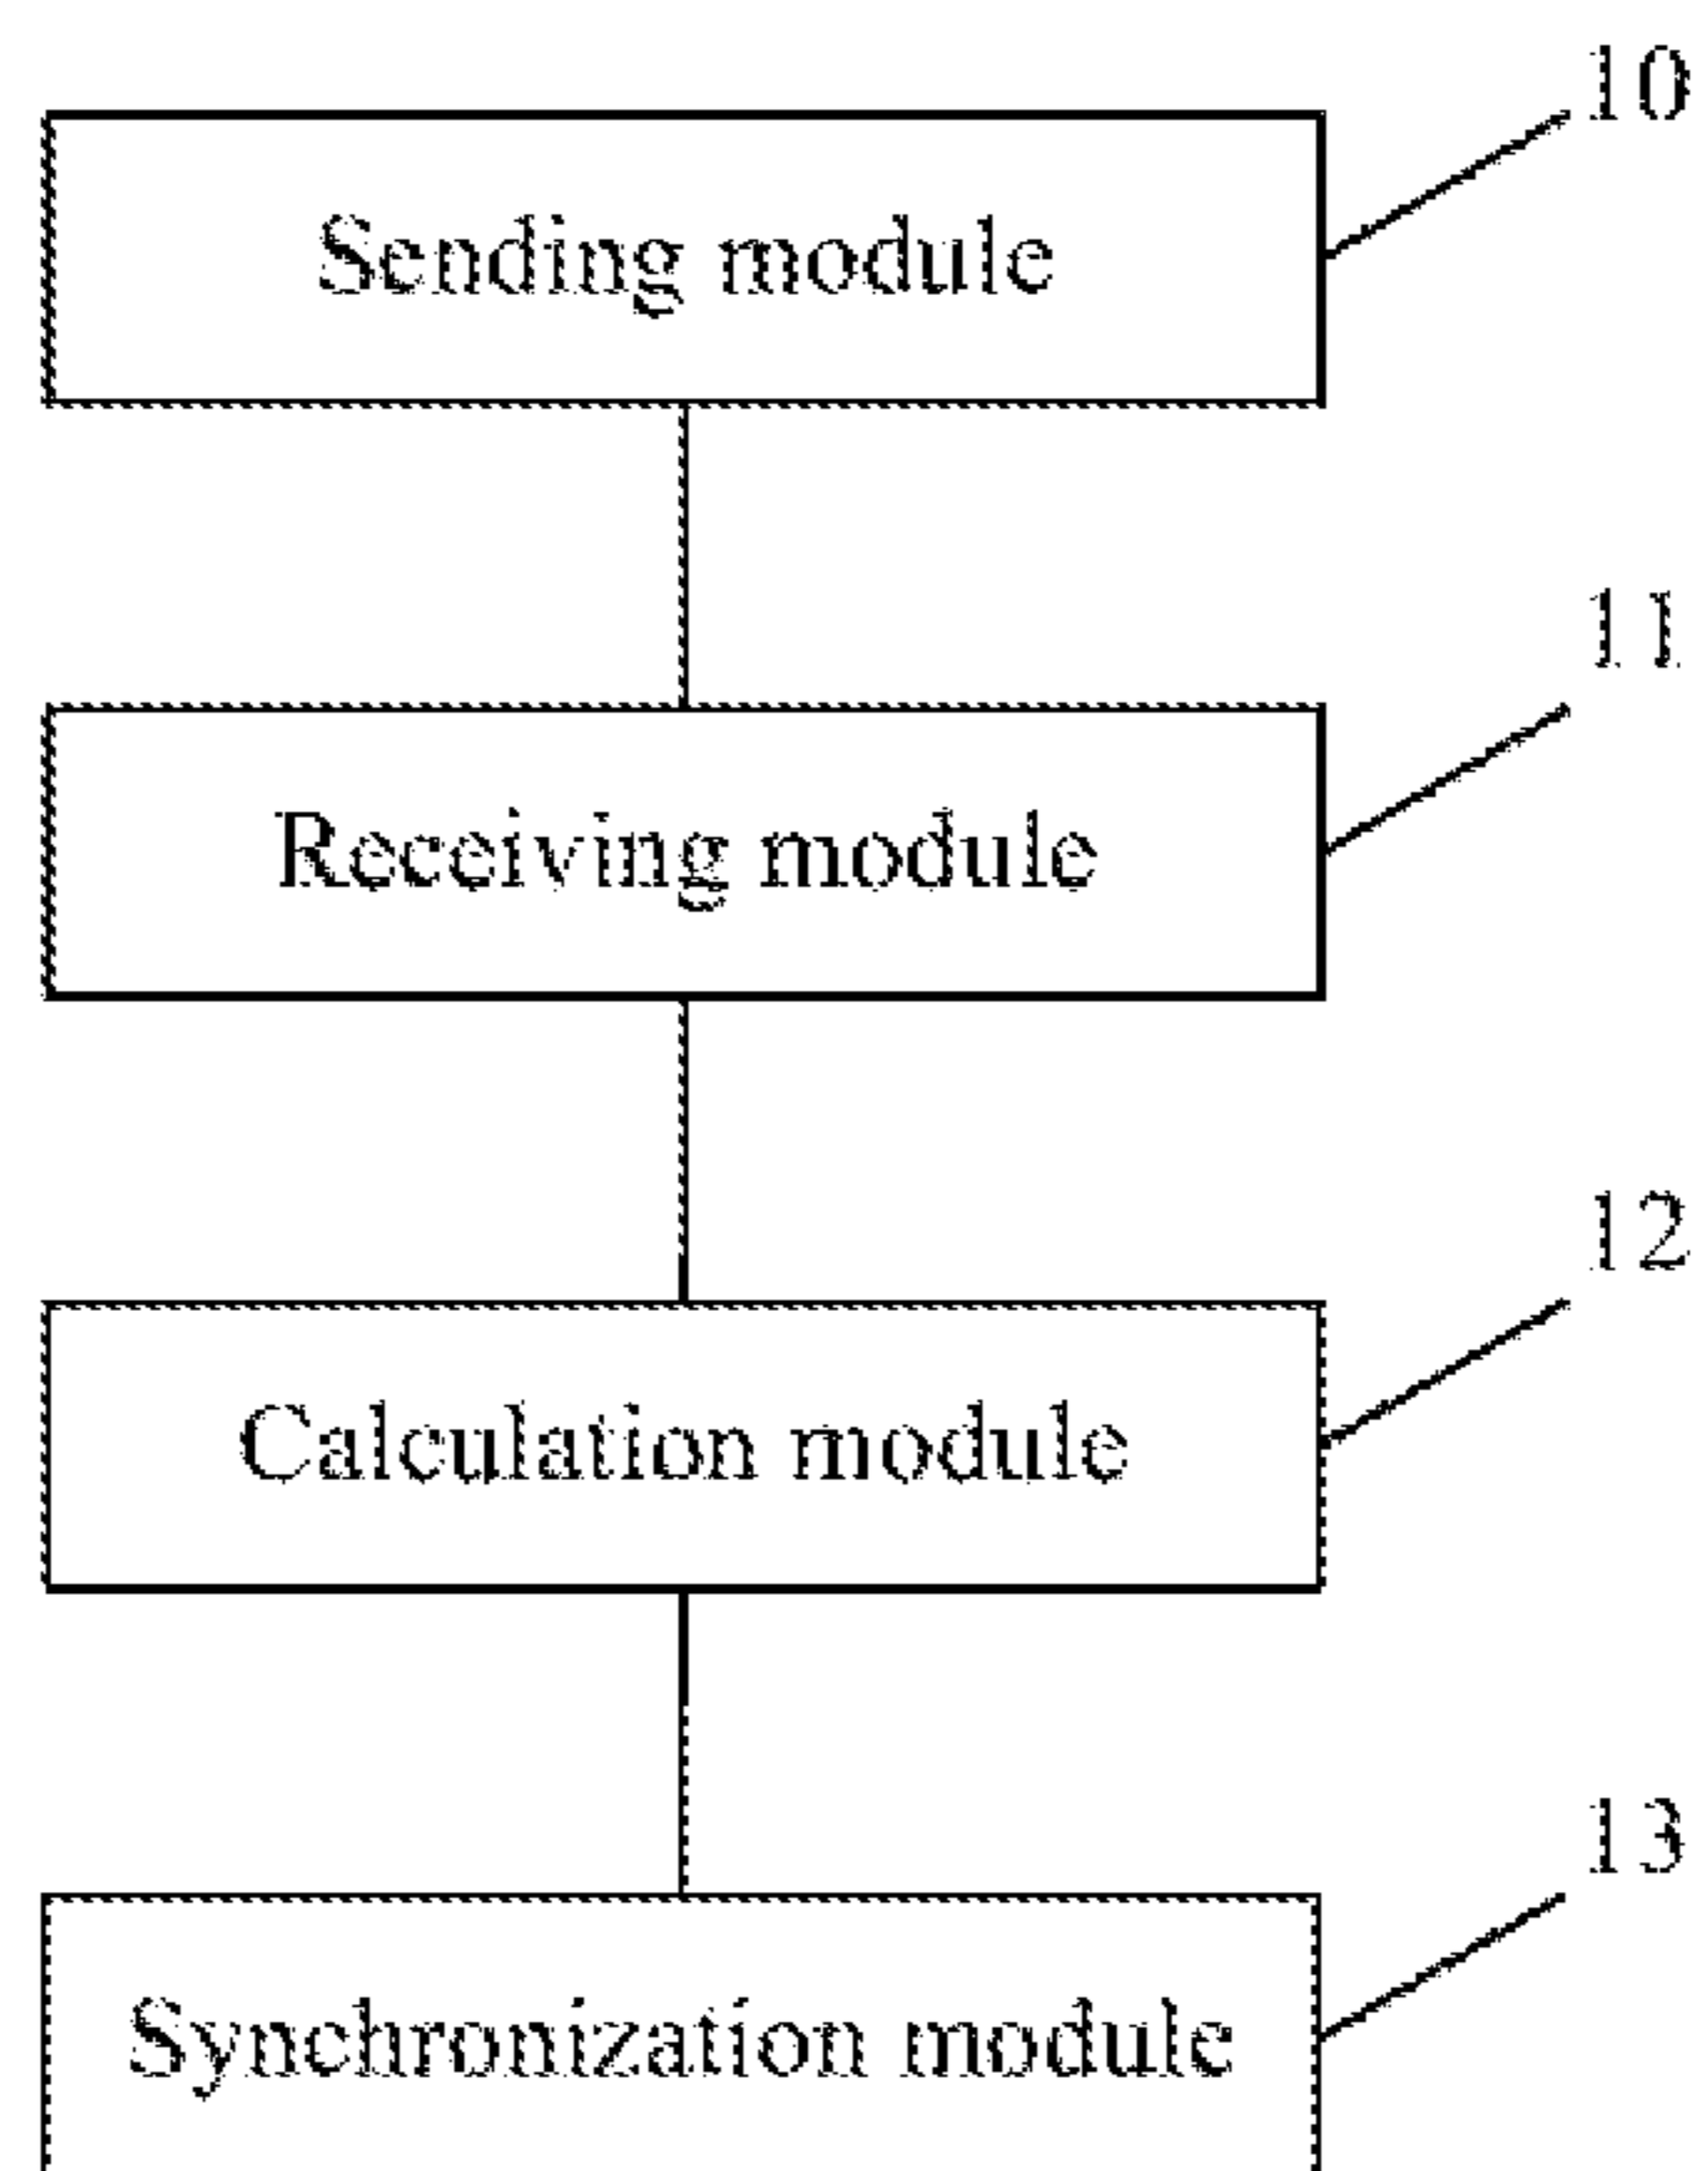 10
Sending module
11
Receiving module
12
Calculation module
13
Synchronization module